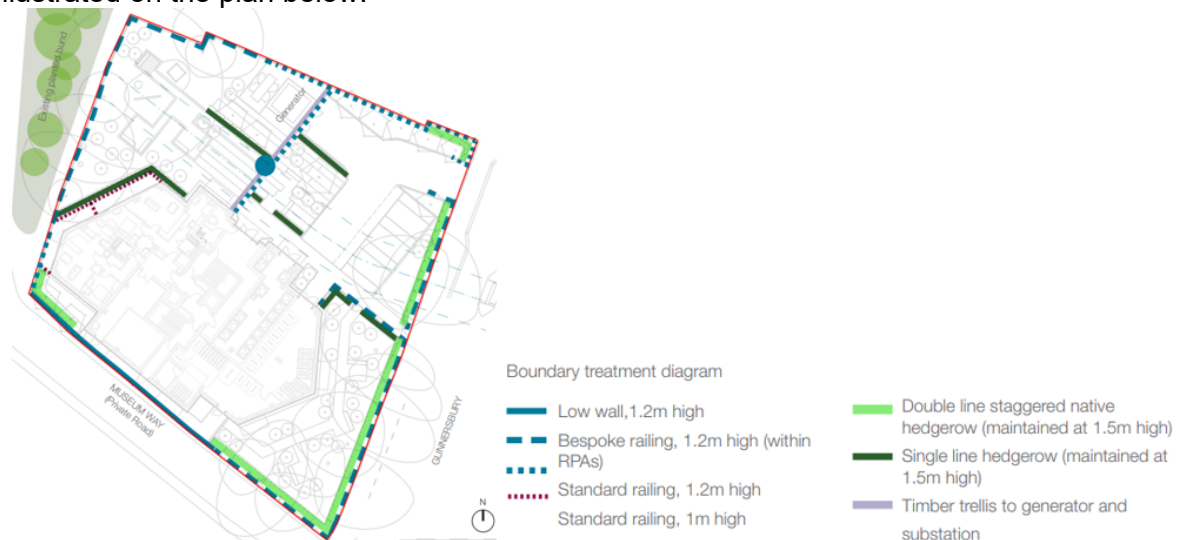 illustrated on the plan below.
Existing planted bund
Generator
MUSEUM WAY
(Private Road)
GUNNERSBURY
N
Boundary treatment diagram
Low wall,1.2m high
Bespoke railing, 1.2m high (within
RPAs)
Standard railing, 1.2m high
Standard railing, 1m high
Double line staggered native
hedgerow (maintained at 1.5m high)
Single line hedgerow (maintained at
1.5m high)
Timber trellis to generator and
substation